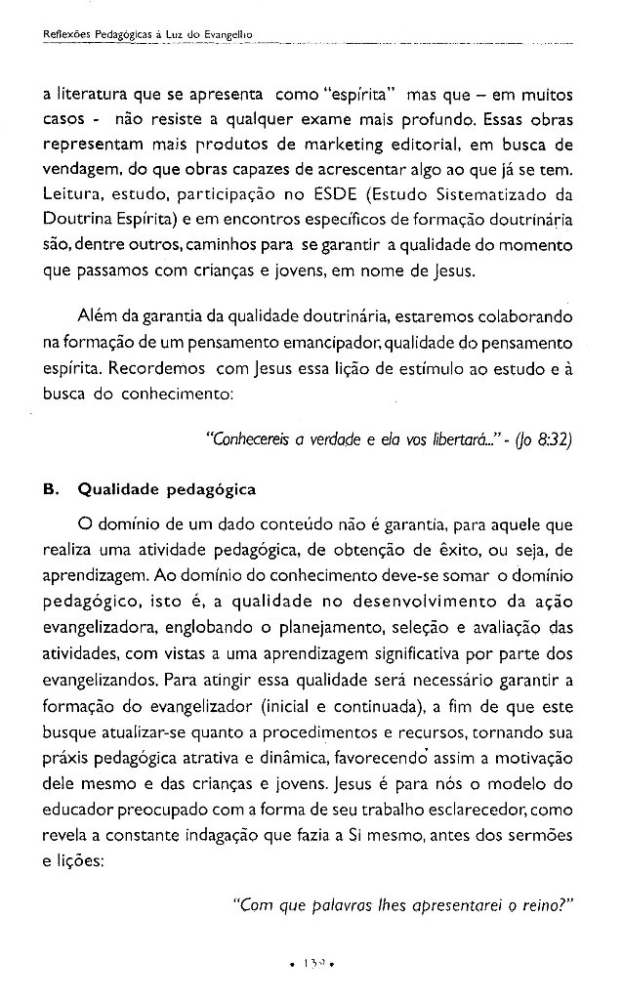 Reflexões Pedagógicas à Luz do Evangelho
a literatura que se apresenta como "espírita" mas que – em muitos
casos - não resiste a qualquer exame mais profundo. Essas obras
representam mais produtos de marketing editorial, em busca de
vendagem, do que obras capazes de acrescentar algo ao que já se tem.
Leitura, estudo, participação no ESDE (Estudo Sistematizado da
Doutrina Espírita) e em encontros específicos de formação doutrinária
são, dentre outros, caminhos para se garantir a qualidade do momento
que passamos com crianças e jovens, em nome de Jesus.
Além da garantia da qualidade doutrinária, estaremos colaborando
na formação de um pensamento emancipador, qualidade do pensamento
espírita. Recordemos com Jesus essa lição de estímulo ao estudo e à
busca do conhecimento:
"Conhecereis a verdade e ela vos libertará..." - (Jo 8:32)
B. Qualidade pedagógica
O domínio de um dado conteúdo não é garantia, para aquele que
realiza uma atividade pedagógica, de obtenção de êxito, ou seja, de
aprendizagem. Ao domínio do conhecimento deve-se somar o domínio
pedagógico, isto é, a qualidade no desenvolvimento da ação
evangelizadora, englobando o planejamento, seleção e avaliação das
atividades, com vistas a uma aprendizagem significativa por parte dos
evangelizandos. Para atingir essa qualidade será necessário garantir a
formação do evangelizador (inicial e continuada), a fim de que este
busque atualizar-se quanto a procedimentos e recursos, tornando sua
práxis pedagógica atrativa e dinâmica, favorecendo assim a motivação
dele mesmo e das crianças e jovens. Jesus é para nós o modelo do
educador preocupado com a forma de seu trabalho esclarecedor, como
revela a constante indagação que fazia a Si mesmo, antes dos sermões
e lições:
"Com que palavras lhes apresentarei o reino?"